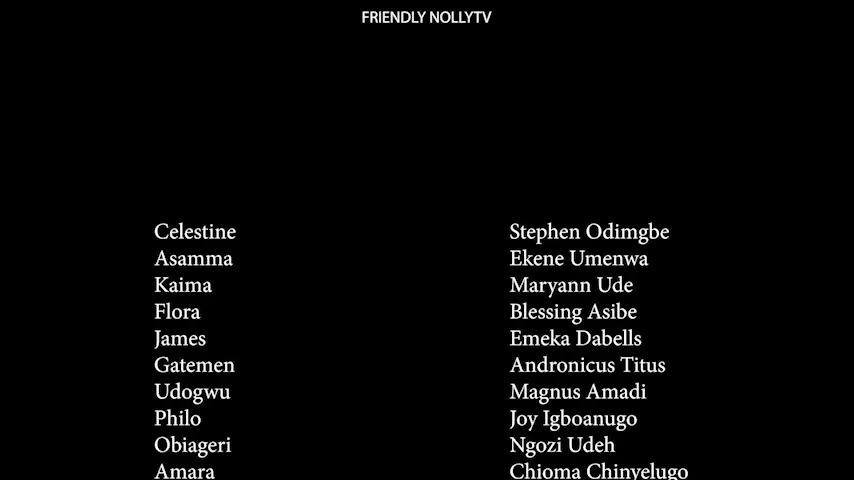 FRIENDLY NOLLYTV
Celestine Stephen Odimgbe
Asamma Ekene Umenwa
Kaima Maryann Ude
Flora Blessing Asibe
James Emeka Dabells
Gatemen Andronicus Titus
Udogwu Magnus Amadi
Philo Joy Igboanugo
Obiageri Ngozi Udeh
Amara Chioma Chinyelugo